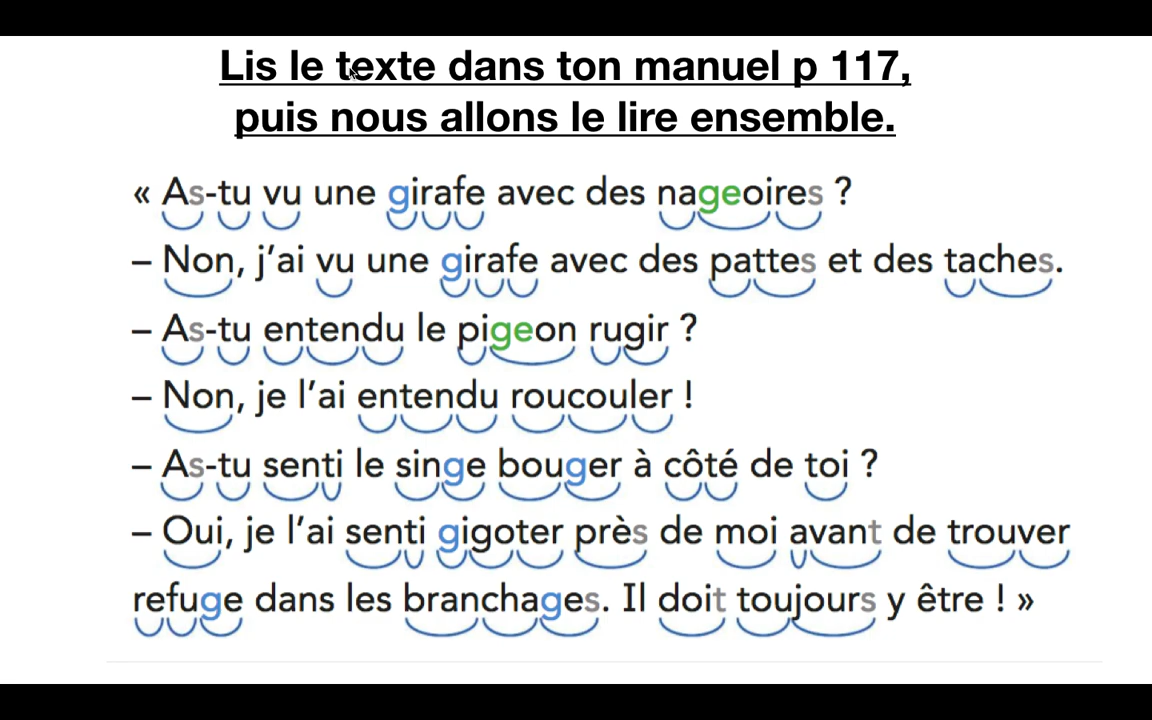 Lis le texte dans ton manuel p 117,
puis nous allons le lire ensemble.
« As-tu vu une girafe avec des nageoires ?
– Non, j’ai vu une girafe avec des pattes et des taches.
– As-tu entendu le pigeon rugir ?
– Non, je l’ai entendu roucouler !
– As-tu senti le singe bouger à côté de toi ?
– Oui, je l’ai senti gigoter près de moi avant de trouver
refuge dans les branchages. Il doit toujours y être ! »